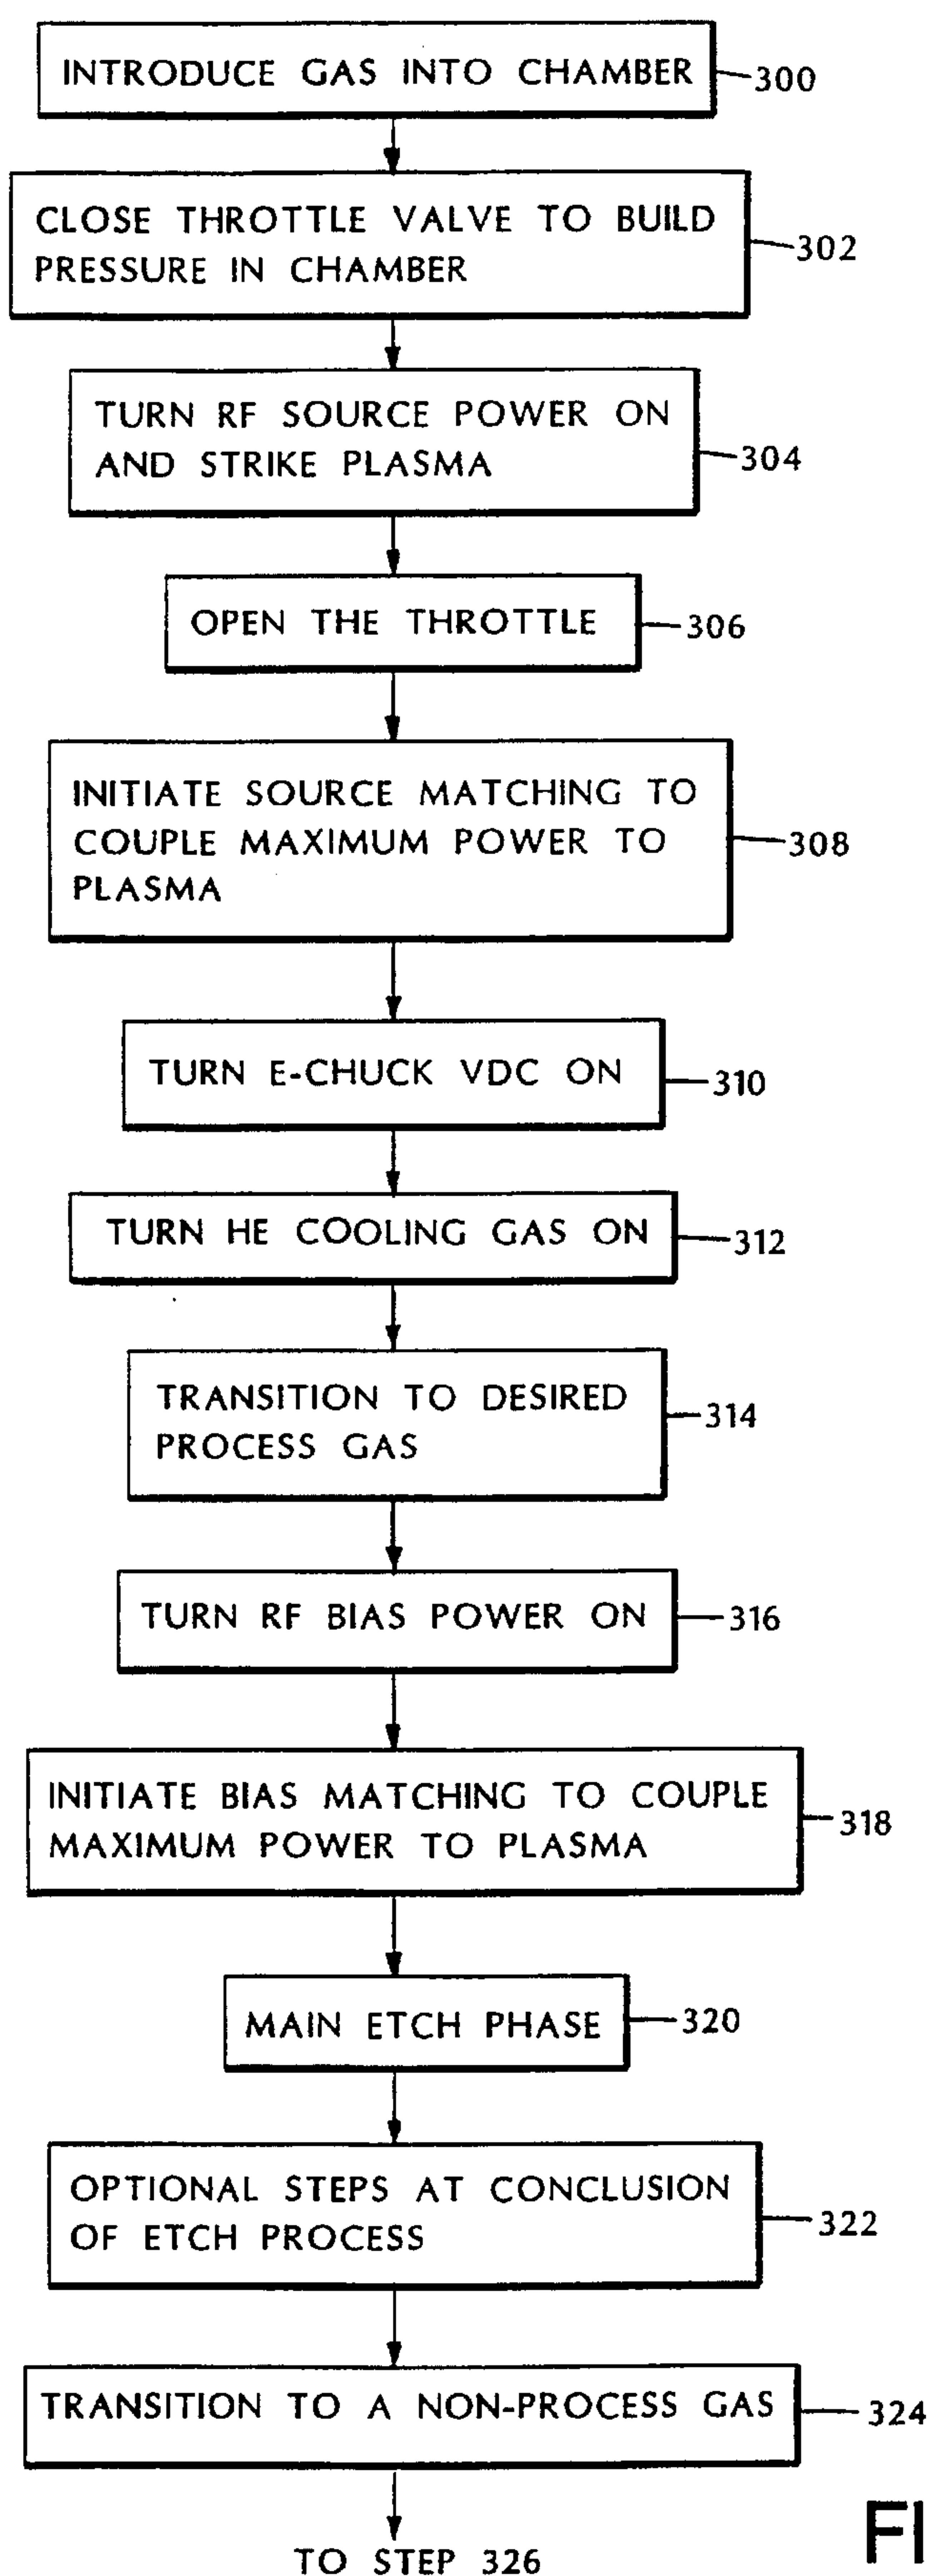 INTRODUCE GAS INTO CHAMBER
300
CLOSE THROTTLE VALVE TO BUILD
PRESSURE IN CHAMBER
302
TURN RF SOURCE POWER ON
AND STRIKE PLASMA
304
OPEN THE THROTTLE
306
INITIATE SOURCE MATCHING TO
COUPLE MAXIMUM POWER TO
PLASMA
308
TURN E-CHUCK VDC ON
310
TURN HE COOLING GAS ON
312
TRANSITION TO DESIRED
PROCESS GAS
314
TURN RF BIAS POWER ON
316
INITIATE BIAS MATCHING TO COUPLE
MAXIMUM POWER TO PLASMA
318
MAIN ETCH PHASE
320
OPTIONAL STEPS AT CONCLUSION
OF ETCH PROCESS
322
TRANSITION TO A NON-PROCESS GAS
324
TO STEP 326
FI